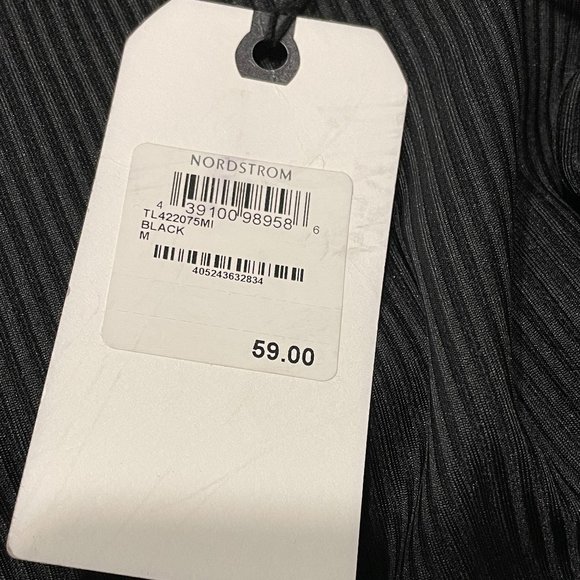 NORDSTROM
4 39100 98958 6
TL422075MI
BLACK
M
405243632834
59.00